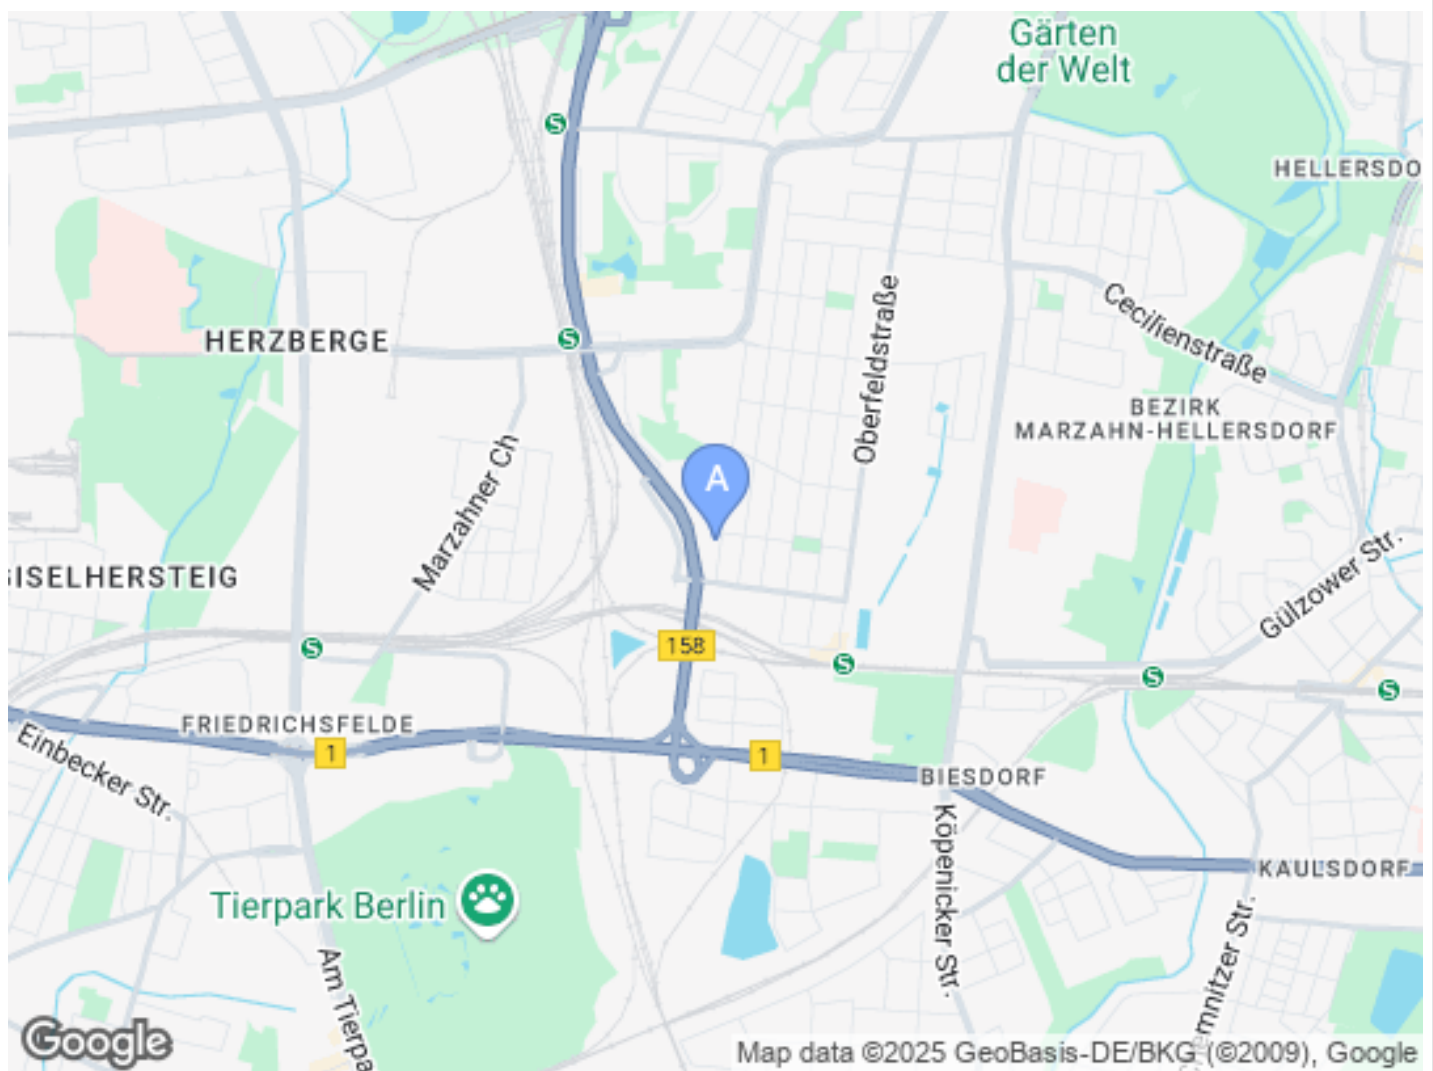 Gärten
der Welt
S
HELLERSDO
Oberfeldstraße
Cecilienstraße
S
HERZBERGE
BEZIRK
MARZAHN-HELLERSDORF
Marzahner Ch
A
GISELHERSTEIG
Gülzower Str.
S
158
S
S
S
FRIEDRICHSFELDE
1
1
Einbecker Str.
BIESDORF
Köpenicker Str.
KAULSDORF
Tierpark Berlin
Am Tierpa
hemnitzer Str.
Google
Map data ©2025 GeoBasis-DE/BKG (©2009), Google